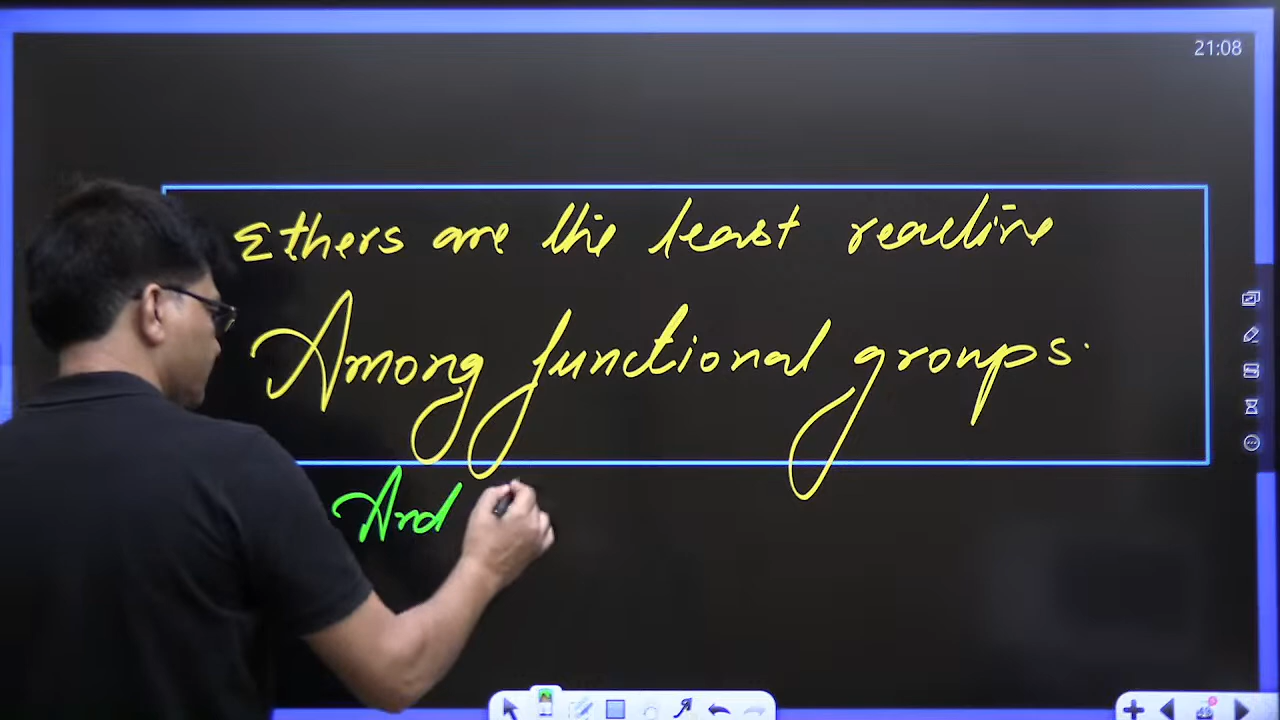 21:08
Ethers are the least reactive
Among functional groups.
And